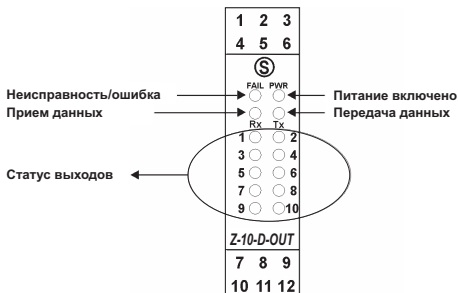 1 2 3
4 5 6
S
FAIL PWR
Неисправность/ошибка
Питание включено
Прием данных
Передача данных
Rx Tx
1 2
3 4
5 6
Статус выходов
7 8
9 10
Z-10-D-OUT
7 8 9
10 11 12